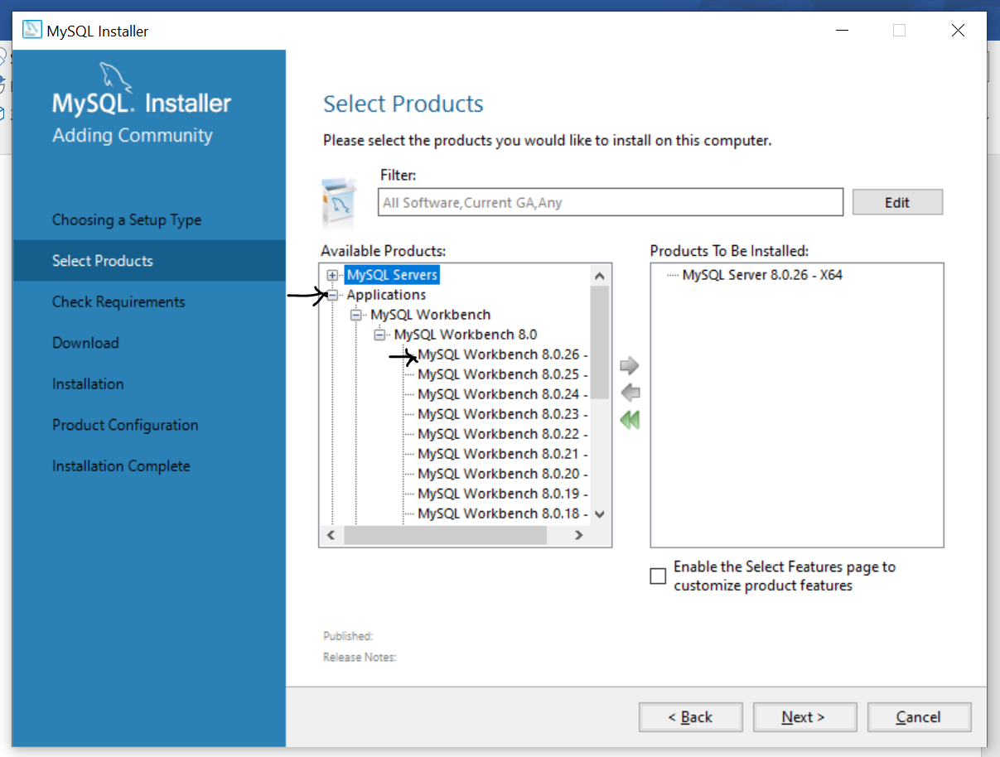 MySQL Installer
MySQL. Installer
Adding Community
Choosing a Setup Type
Select Products
Check Requirements
Download
Installation
Product Configuration
Installation Complete
Select Products
Please select the products you would like to install on this computer.
Filter:
All Software,Current GA,Any
Edit
Available Products:
MySQL Servers
Applications
MySQL Workbench
MySQL Workbench 8.0
MySQL Workbench 8.0.26 -
MySQL Workbench 8.0.25 -
MySQL Workbench 8.0.24 -
MySQL Workbench 8.0.23 -
MySQL Workbench 8.0.22 -
MySQL Workbench 8.0.21 -
MySQL Workbench 8.0.20 -
MySQL Workbench 8.0.19 -
MySQL Workbench 8.0.18 -
Products To Be Installed:
MySQL Server 8.0.26 - X64
Enable the Select Features page to
customize product features
Published:
Release Notes:
< Back
Next >
Cancel